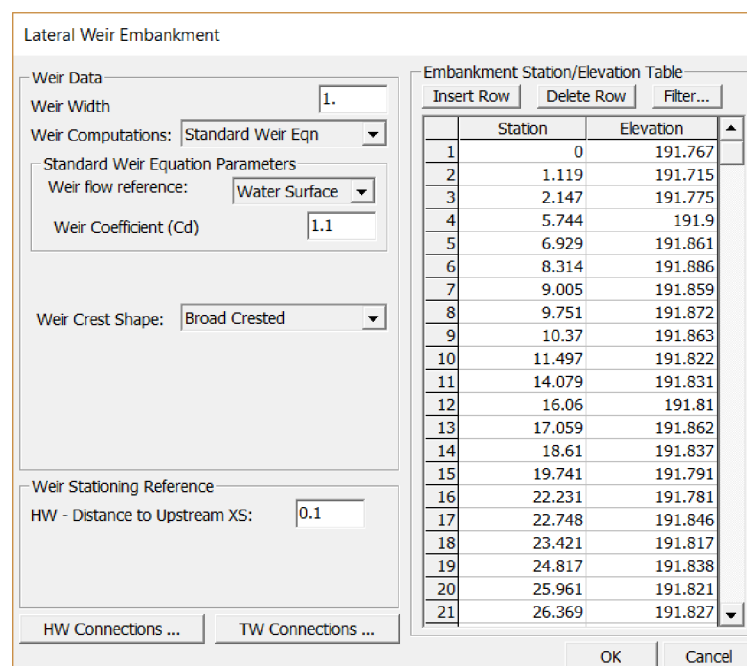 Lateral Weir Embankment
Weir Data
Weir Width 1.
Weir Computations: Standard Weir Eqn
Standard Weir Equation Parameters
Weir flow reference: Water Surface
Weir Coefficient (Cd) 1.1
Weir Crest Shape: Broad Crested
Weir Stationing Reference
HW - Distance to Upstream XS: 0.1
HW Connections ... TW Connections ...
Embankment Station/Elevation Table
Insert Row Delete Row Filter...
Station Elevation
1 0 191.767
2 1.119 191.715
3 2.147 191.775
4 5.744 191.9
5 6.929 191.861
6 8.314 191.886
7 9.005 191.859
8 9.751 191.872
9 10.37 191.863
10 11.497 191.822
11 14.079 191.831
12 16.06 191.81
13 17.059 191.862
14 18.61 191.837
15 19.741 191.791
16 22.231 191.781
17 22.748 191.846
18 23.421 191.817
19 24.817 191.838
20 25.961 191.821
21 26.369 191.827
OK Cancel